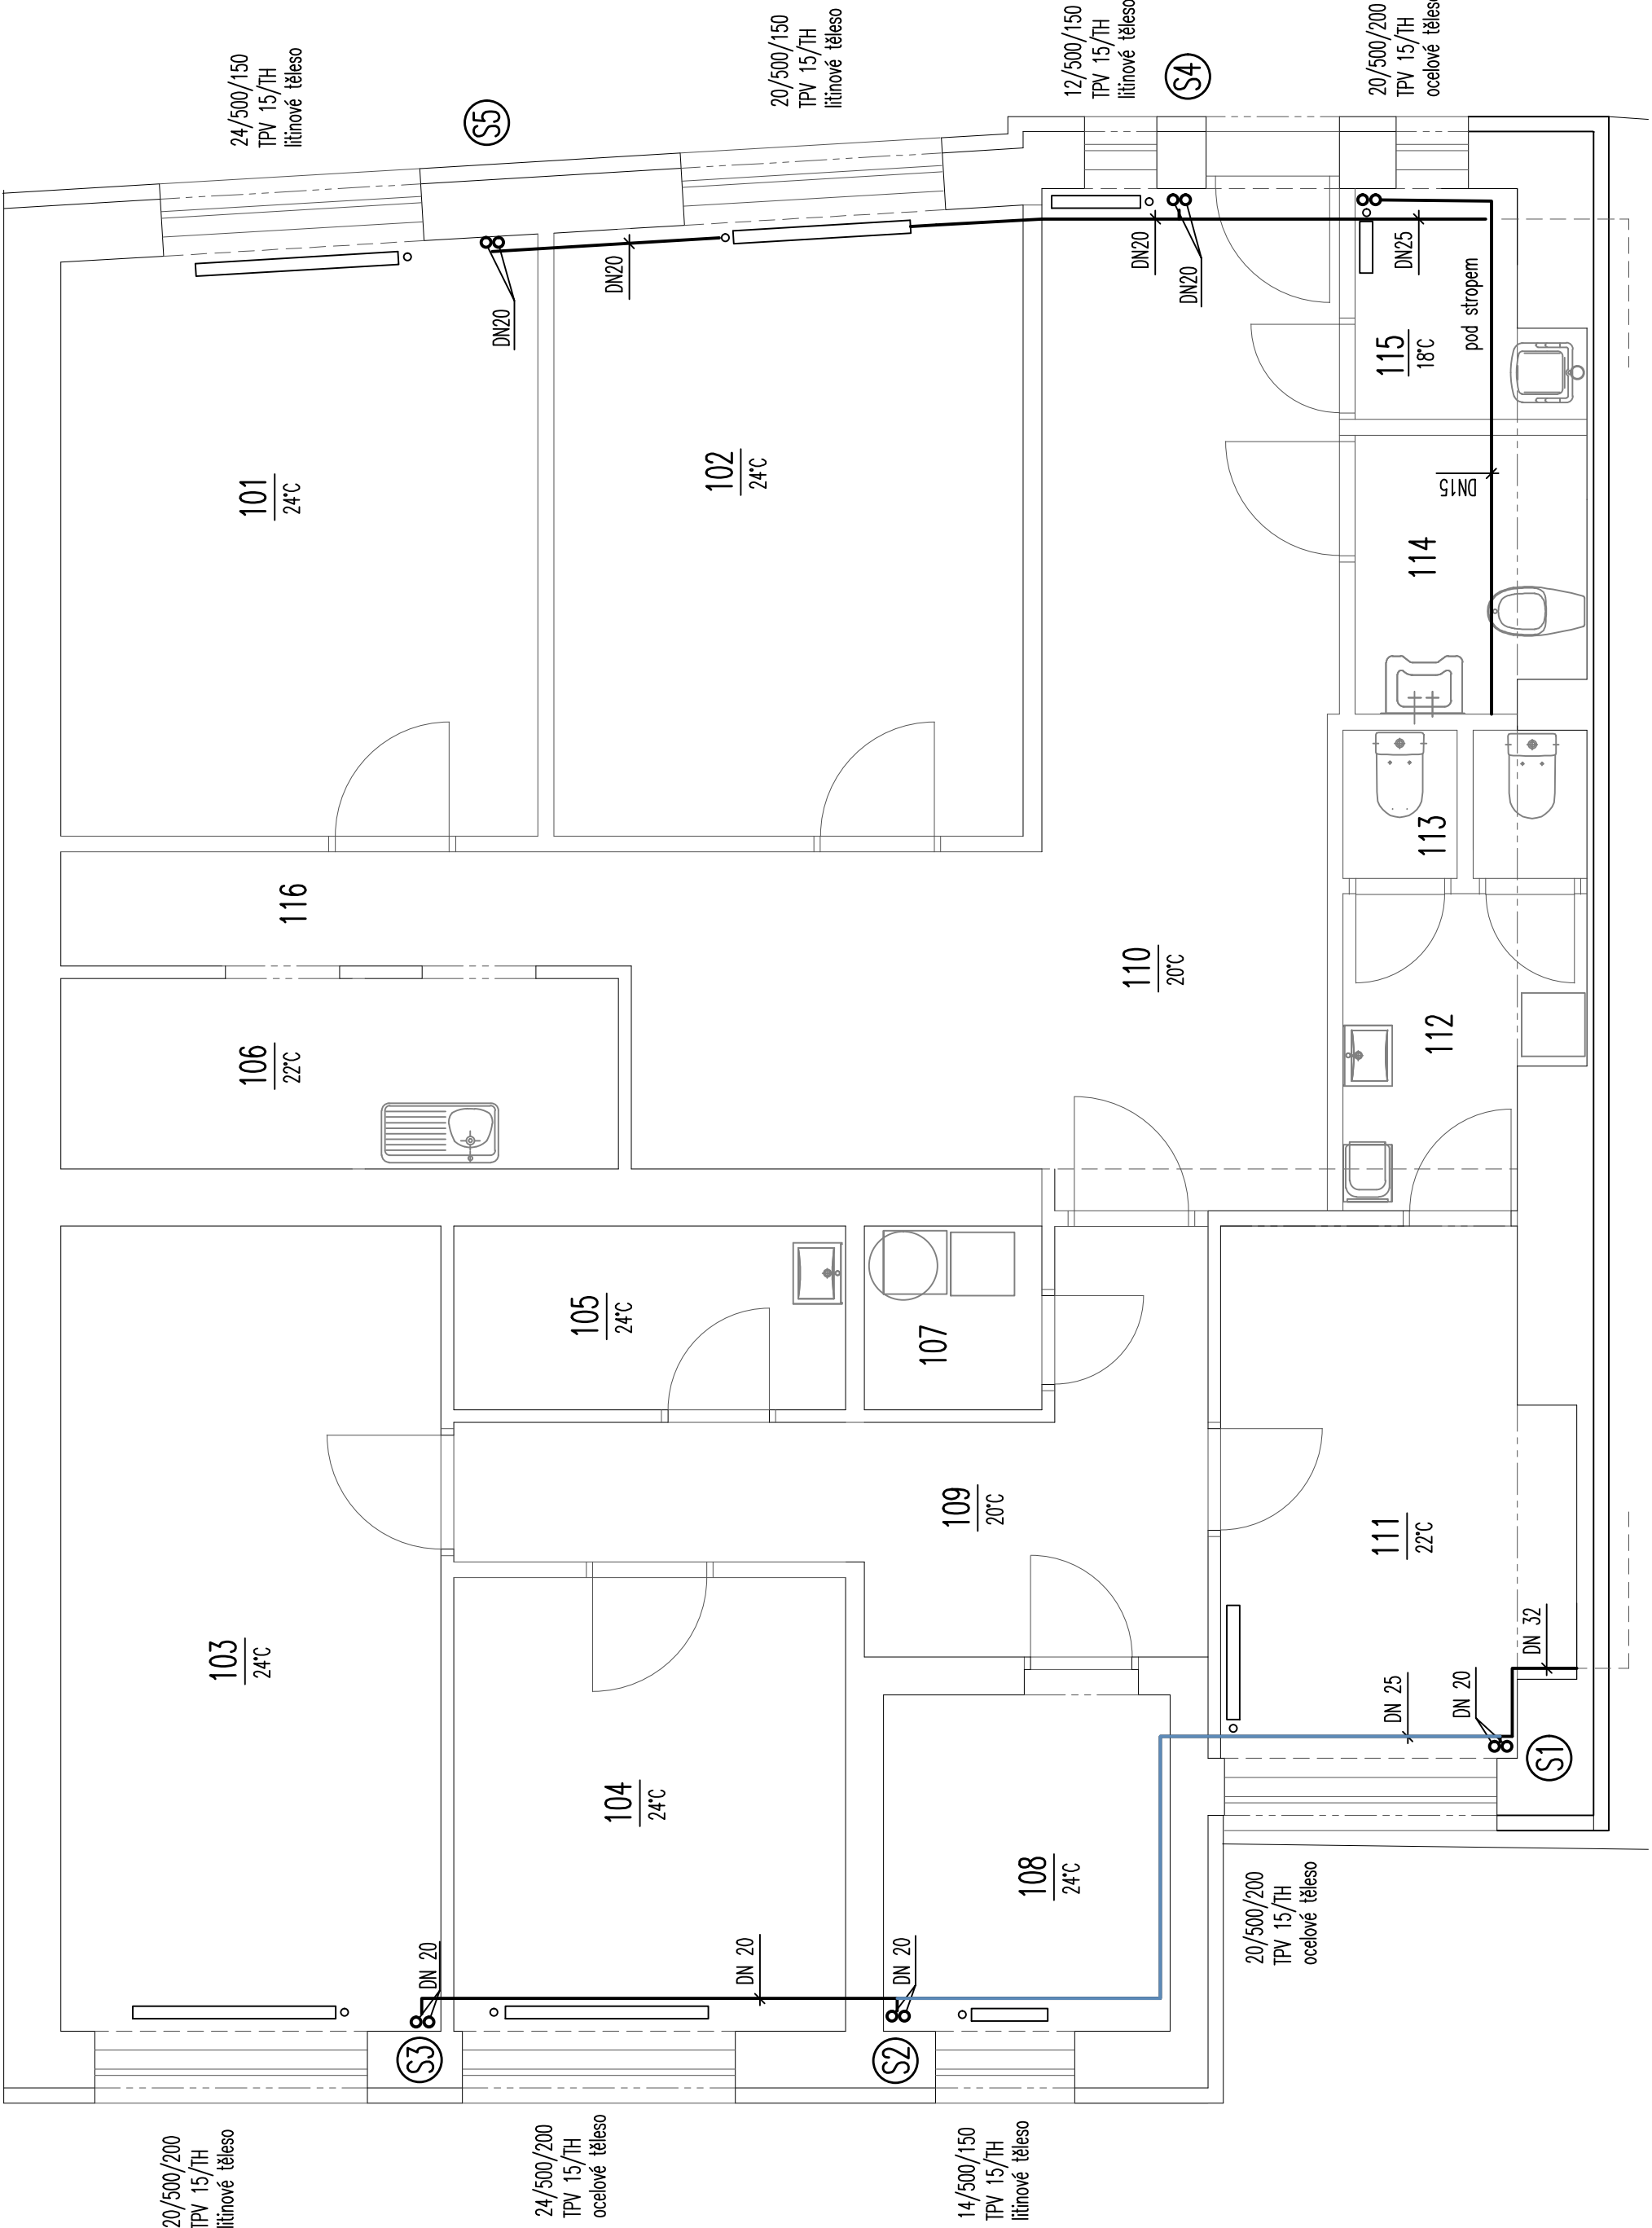 20/500/200
TPV 15/TH
litinové těleso
103
24°C
106
22°C
116
101
24°C
24/500/150
TPV 15/TH
litinové těleso
S3
DN 20
S5
DN20
24/500/200
TPV 15/TH
ocelové těleso
104
24°C
105
24°C
DN20
102
24°C
20/500/150
TPV 15/TH
litinové těleso
DN 20
S2
DN 20
107
14/500/150
TPV 15/TH
litinové těleso
109
20°C
108
24°C
110
20°C
DN20
DN20
12/500/150
TPV 15/TH
litinové těleso
S4
20/500/200
TPV 15/TH
ocelové těleso
DN 25
111
22°C
112
113
114
115
18°C
DN25
20/500/200
TPV 15/TH
ocelové těleso
DN 20
DN15
pod stropem
S1
DN 32